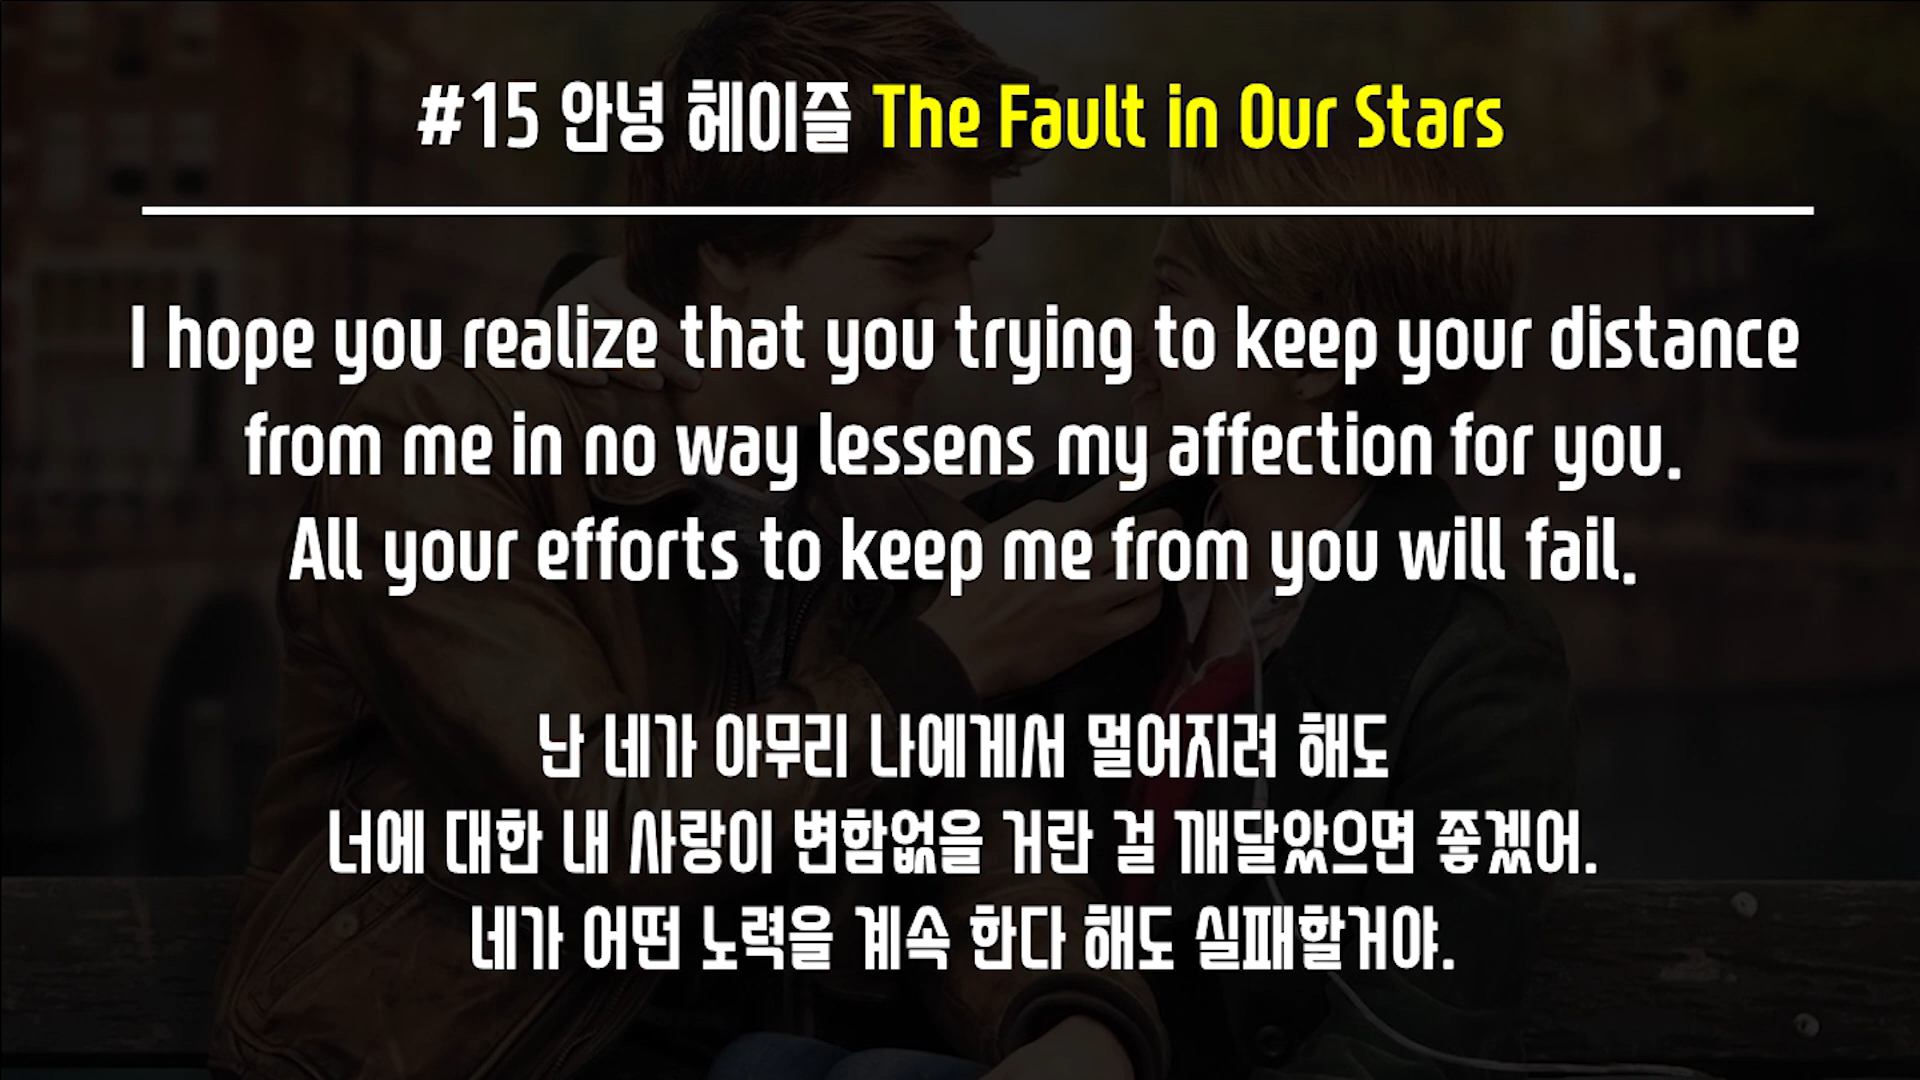 #15 안녕 헤이즐 The Fault in Our Stars
I hope you realize that you trying to keep your distance
from me in no way lessens my affection for you.
All your efforts to keep me from you will fail.
난 네가 아무리 나에게서 멀어지려 해도
너에 대한 내 사랑이 변함없을 거란 걸 깨달았으면 좋겠어.
네가 어떤 노력을 계속 한다 해도 실패할거야.